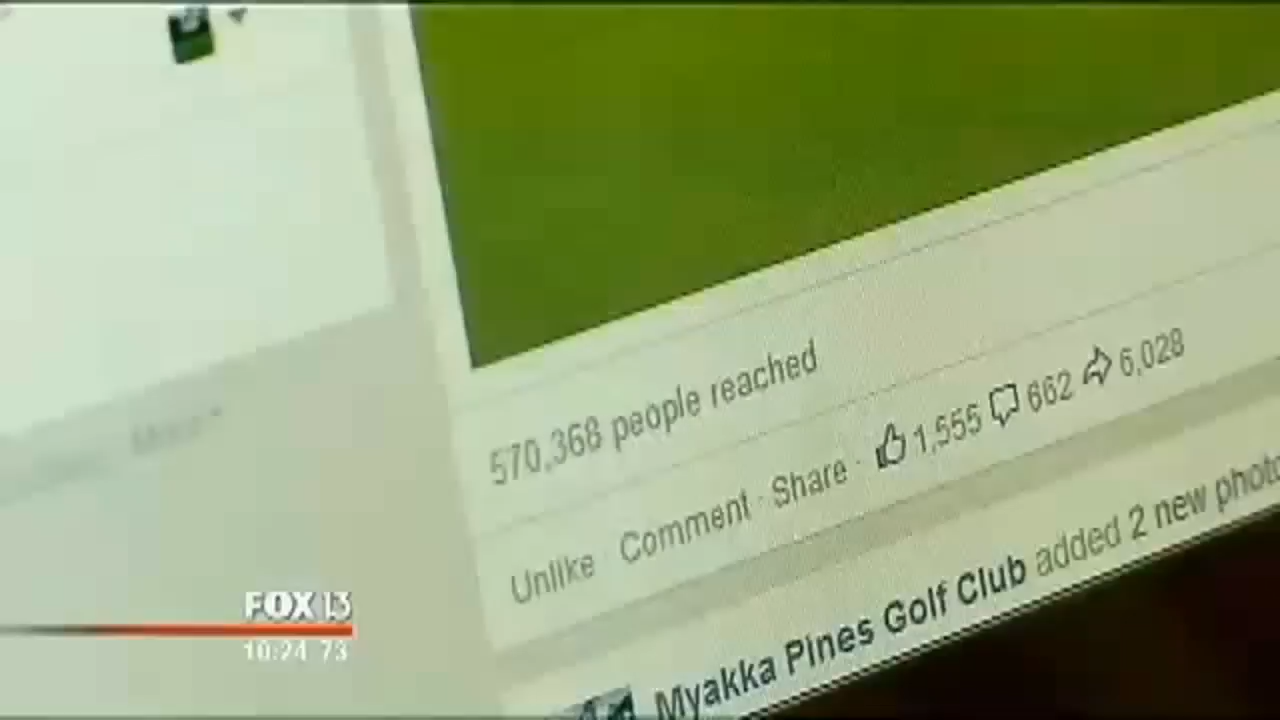 570,368 people reached
Unlike · Comment · Share · 1,555 662 6,028
Myakka Pines Golf Club added 2 new photo
FOX 13
10:24 73